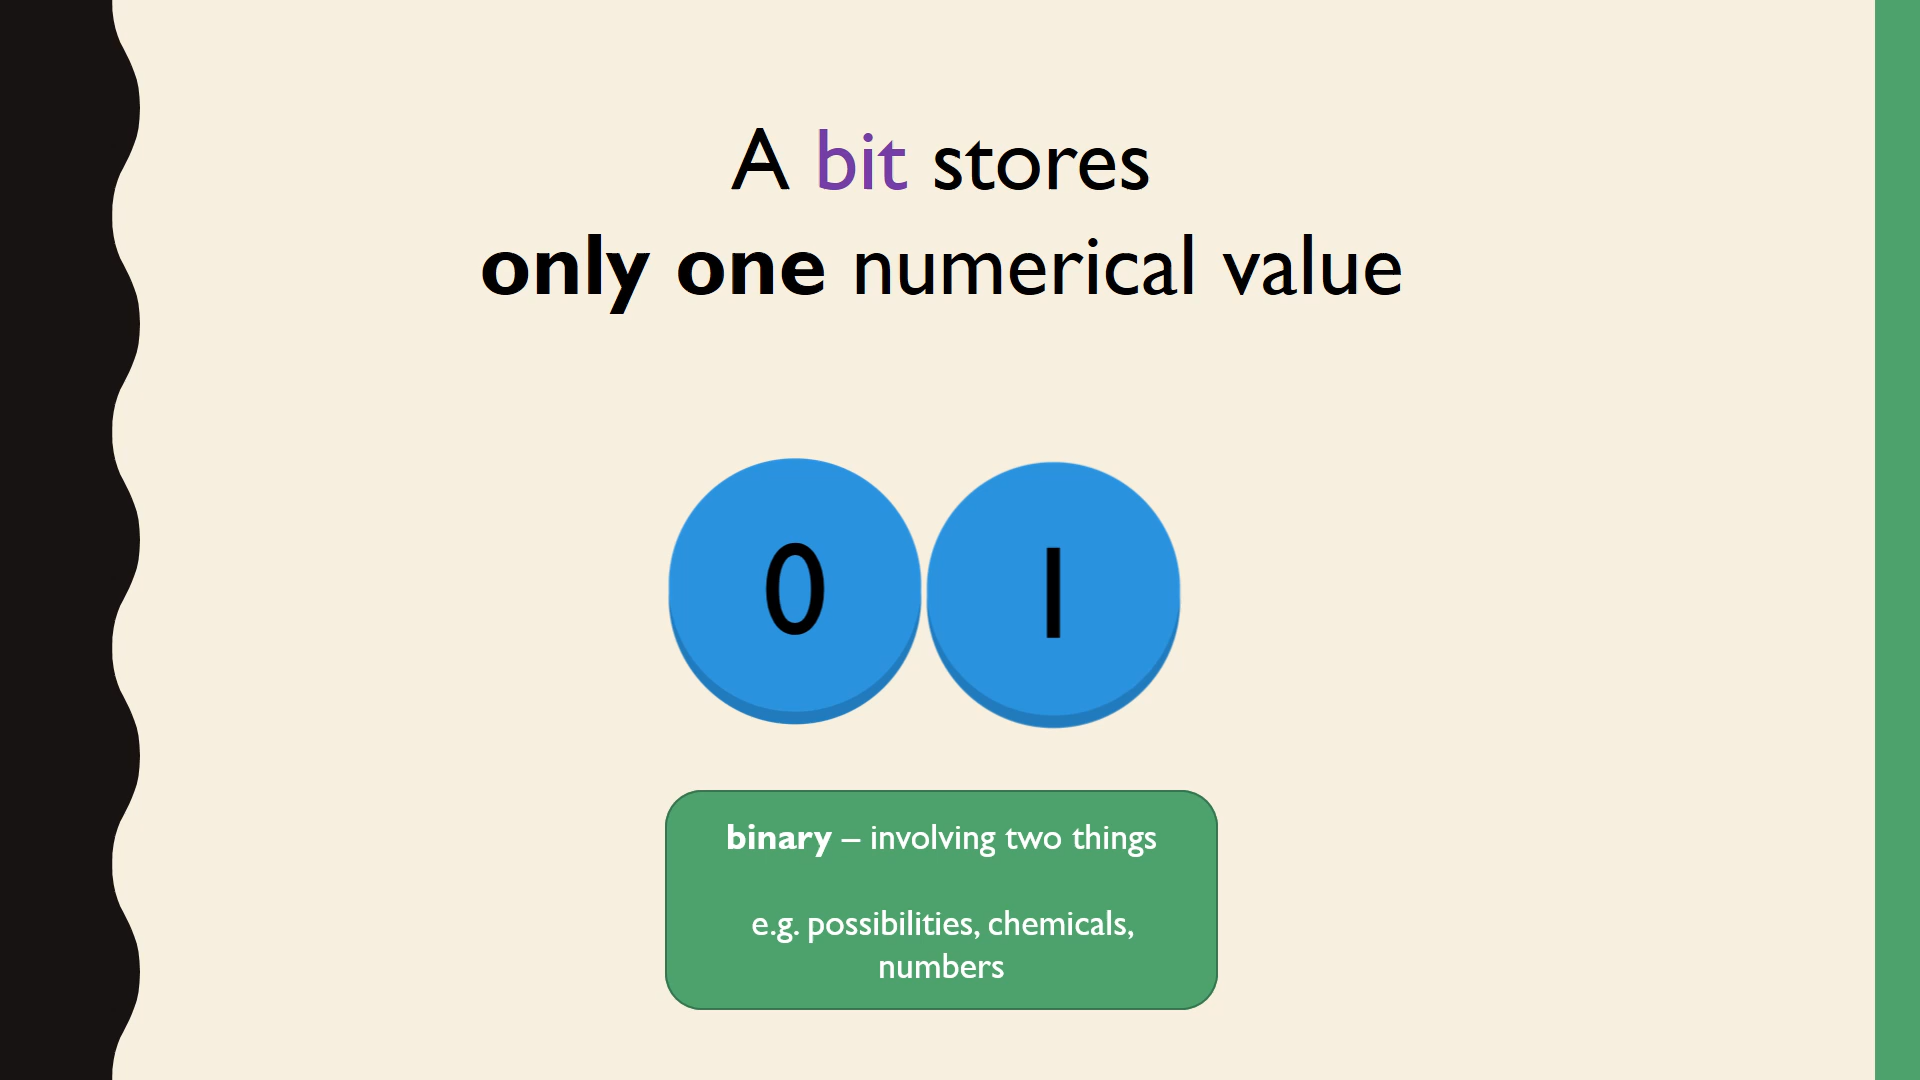 A bit stores
only one numerical value
0 1
binary – involving two things
e.g. possibilities, chemicals,
numbers